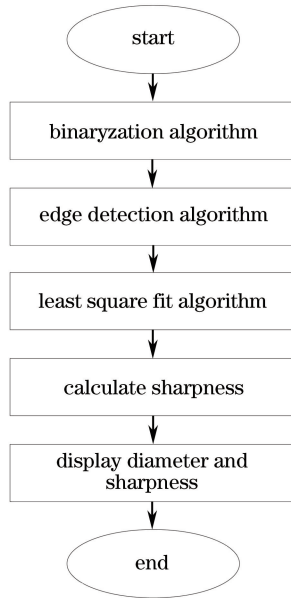 start
binaryzation algorithm
edge detection algorithm
least square fit algorithm
calculate sharpness
display diameter and
sharpness
end